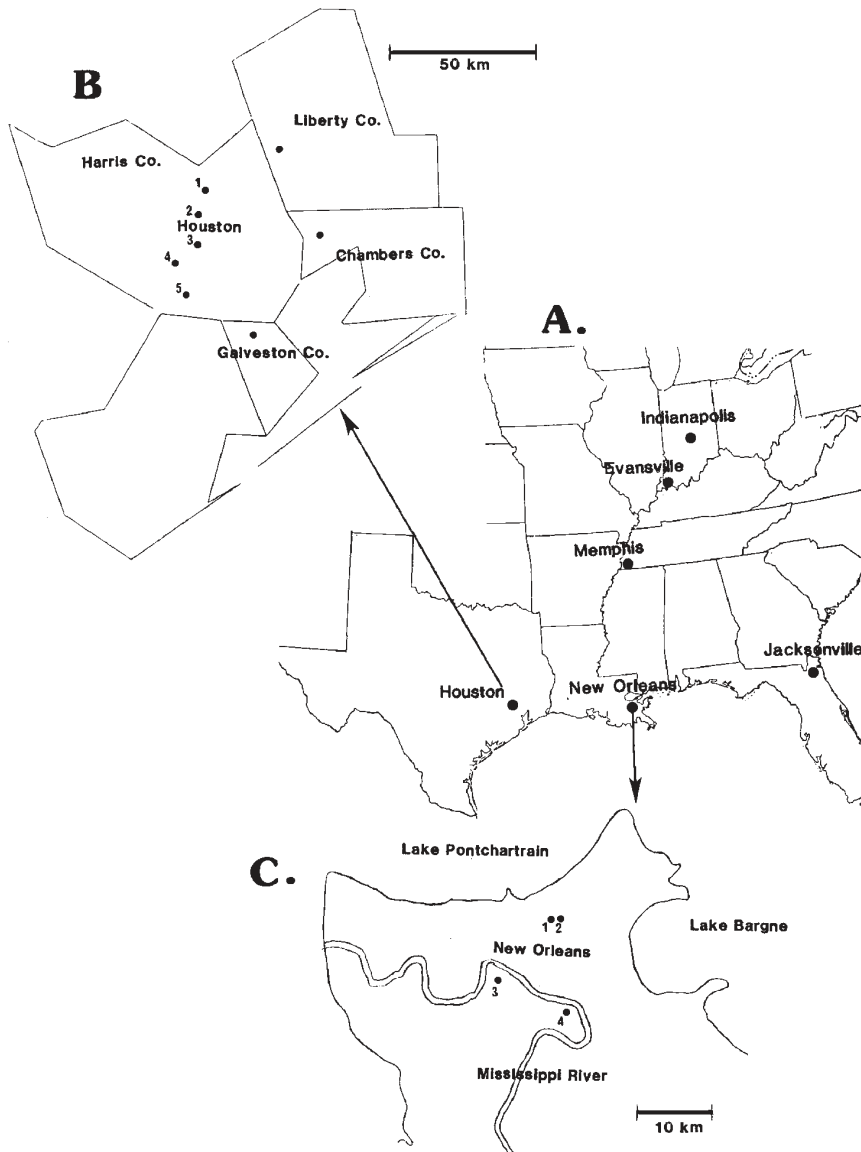 50 km
B
Liberty Co.
Harris Co.
1
2
Houston
3
4
Chambers Co.
5
Galveston Co.
A.
Indianapolis
Evansville
Memphis
Jacksonville
Houston
New Orleans
Lake Pontchartrain
C.
1 2
Lake Bargne
New Orleans
3
4
Mississippi River
10 km